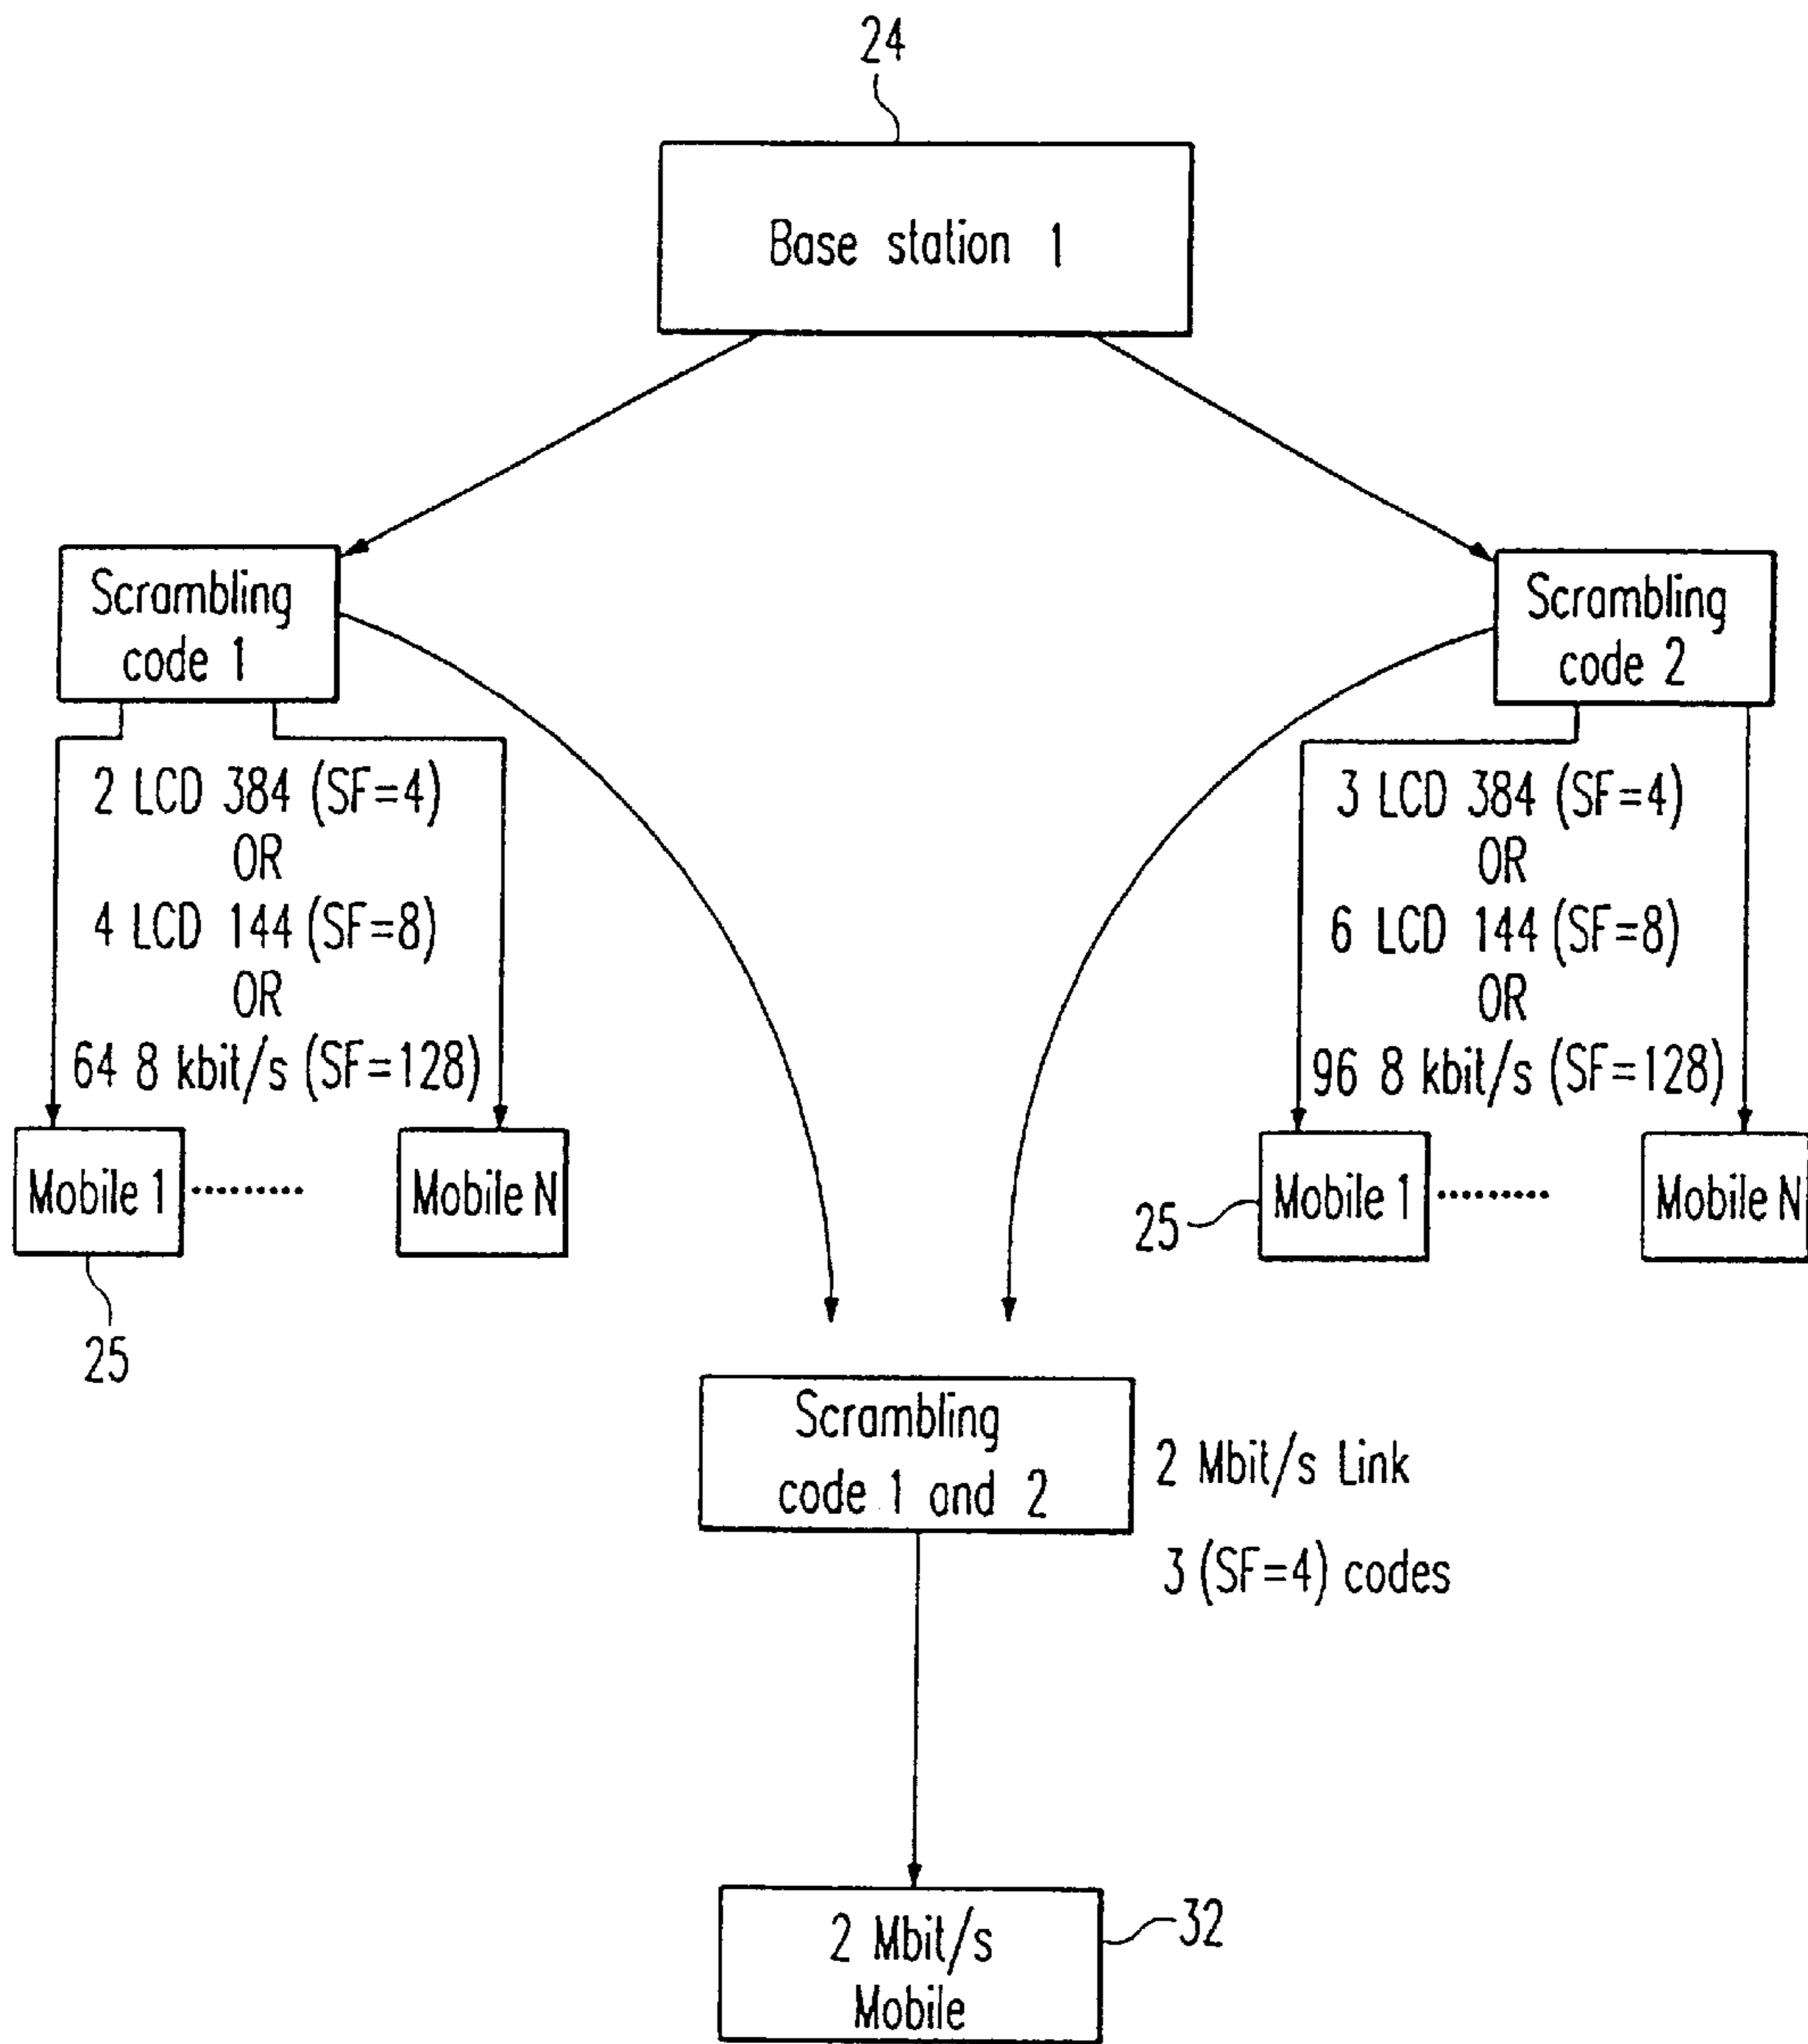 24
Base station 1
Scrambling
code 1
Scrambling
code 2
2 LCD 384 (SF=4)
OR
4 LCD 144 (SF=8)
OR
64 8 kbit/s (SF=128)
3 LCD 384 (SF=4)
OR
6 LCD 144 (SF=8)
OR
96 8 kbit/s (SF=128)
Mobile 1 .........
Mobile N
25
25
Mobile 1 .........
Mobile N
Scrambling
code 1 and 2
2 Mbit/s Link
3 (SF=4) codes
2 Mbit/s
Mobile
32